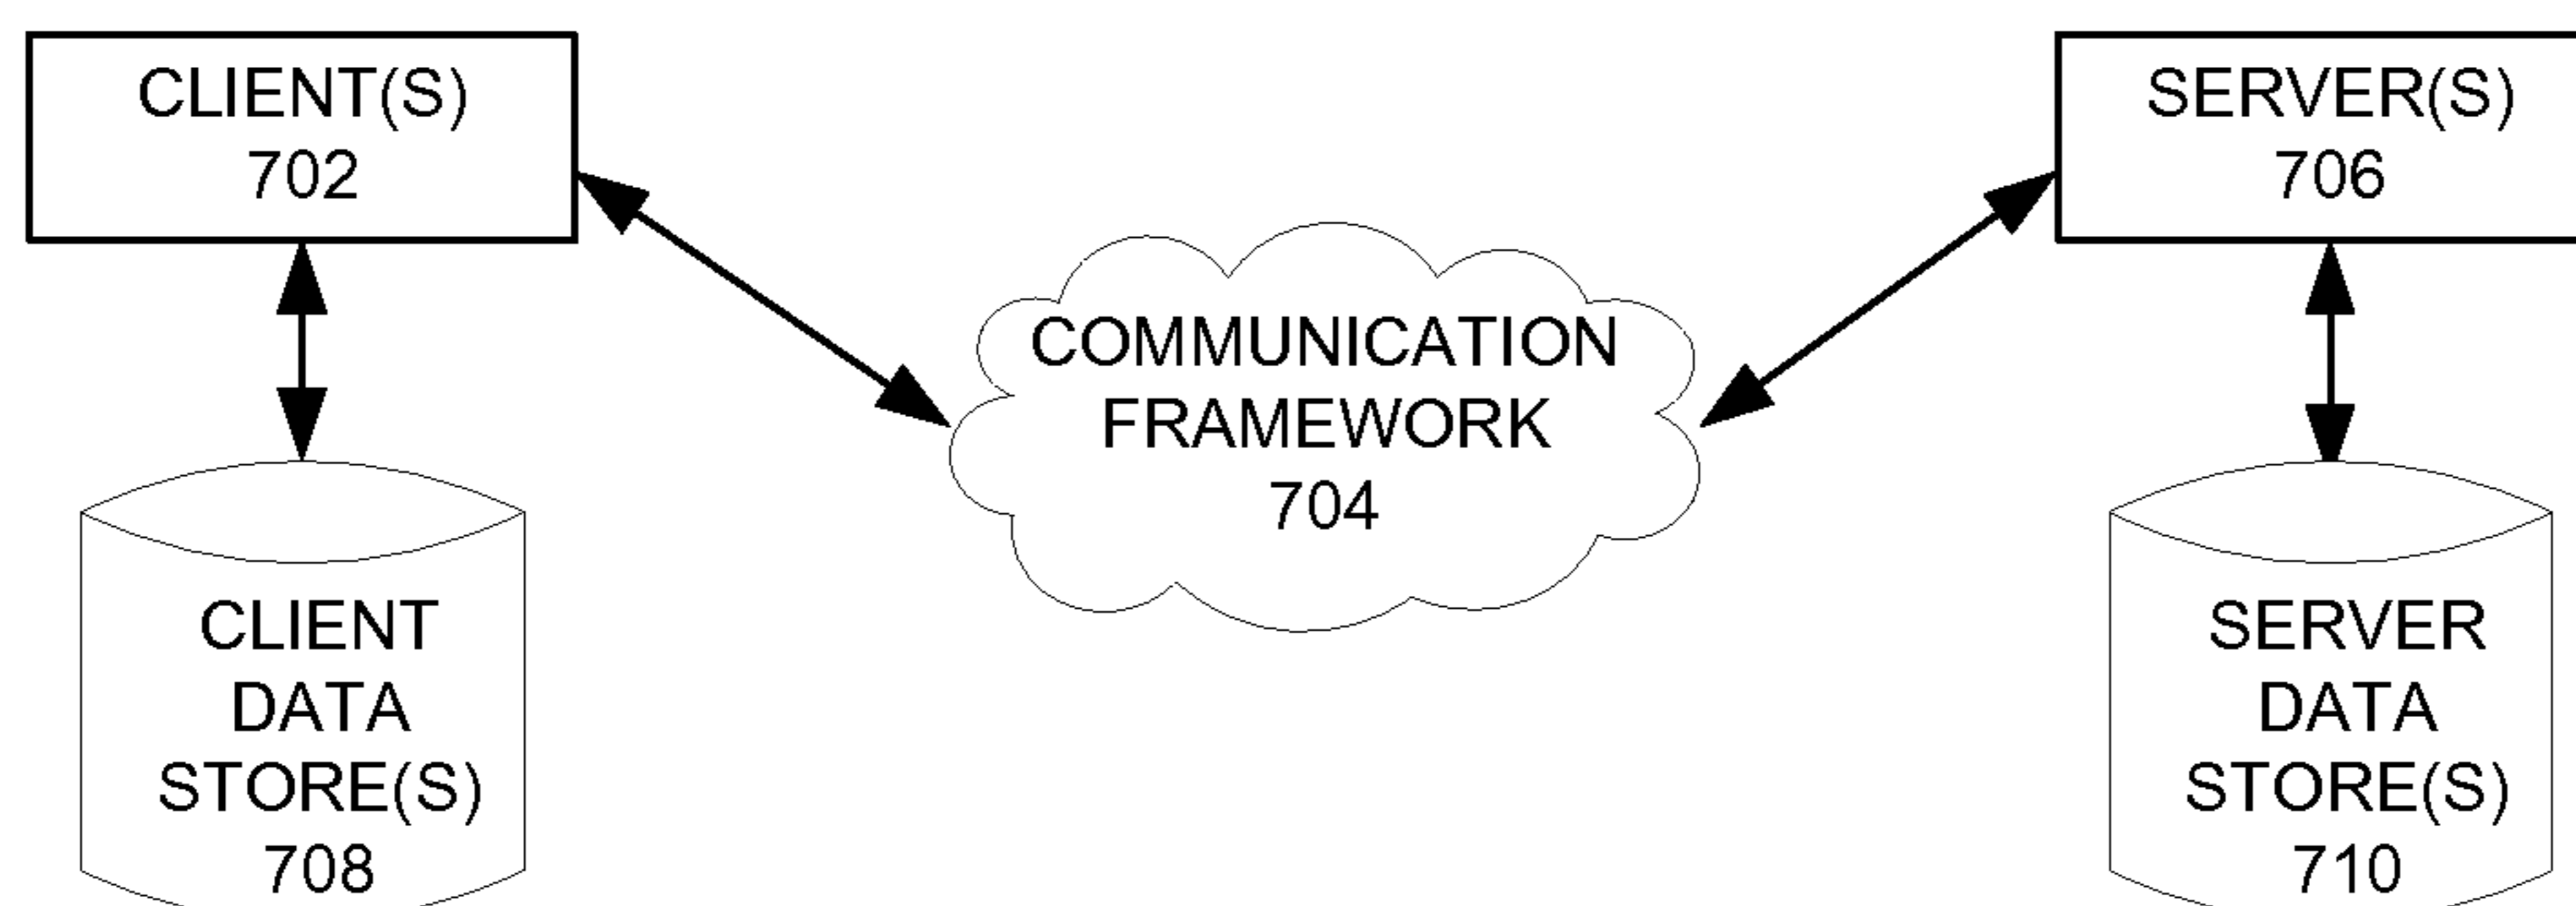 CLIENT(S)
702
SERVER(S)
706
COMMUNICATION
FRAMEWORK
704
CLIENT
DATA
STORE(S)
708
SERVER
DATA
STORE(S)
710